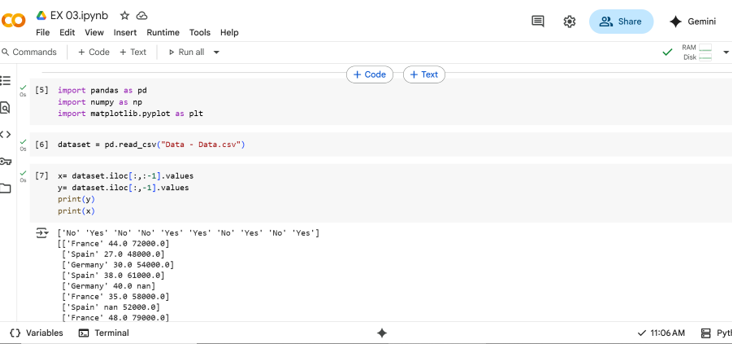 EX 03.ipynb
File Edit View Insert Runtime Tools Help
Share
Gemini
Commands + Code + Text Run all
RAM
Disk
+ Code + Text
[5] import pandas as pd
import numpy as np
import matplotlib.pyplot as plt
0s
[6] dataset = pd.read_csv("Data - Data.csv")
0s
[7] x= dataset.iloc[:,:-1].values
y= dataset.iloc[:,-1].values
print(y)
print(x)
0s
['No' 'Yes' 'No' 'No' 'Yes' 'Yes' 'No' 'Yes' 'No' 'Yes']
[['France' 44.0 72000.0]
['Spain' 27.0 48000.0]
['Germany' 30.0 54000.0]
['Spain' 38.0 61000.0]
['Germany' 40.0 nan]
['France' 35.0 58000.0]
['Spain' nan 52000.0]
['France' 48.0 79000.0]
Variables Terminal 11:06 AM Pyt